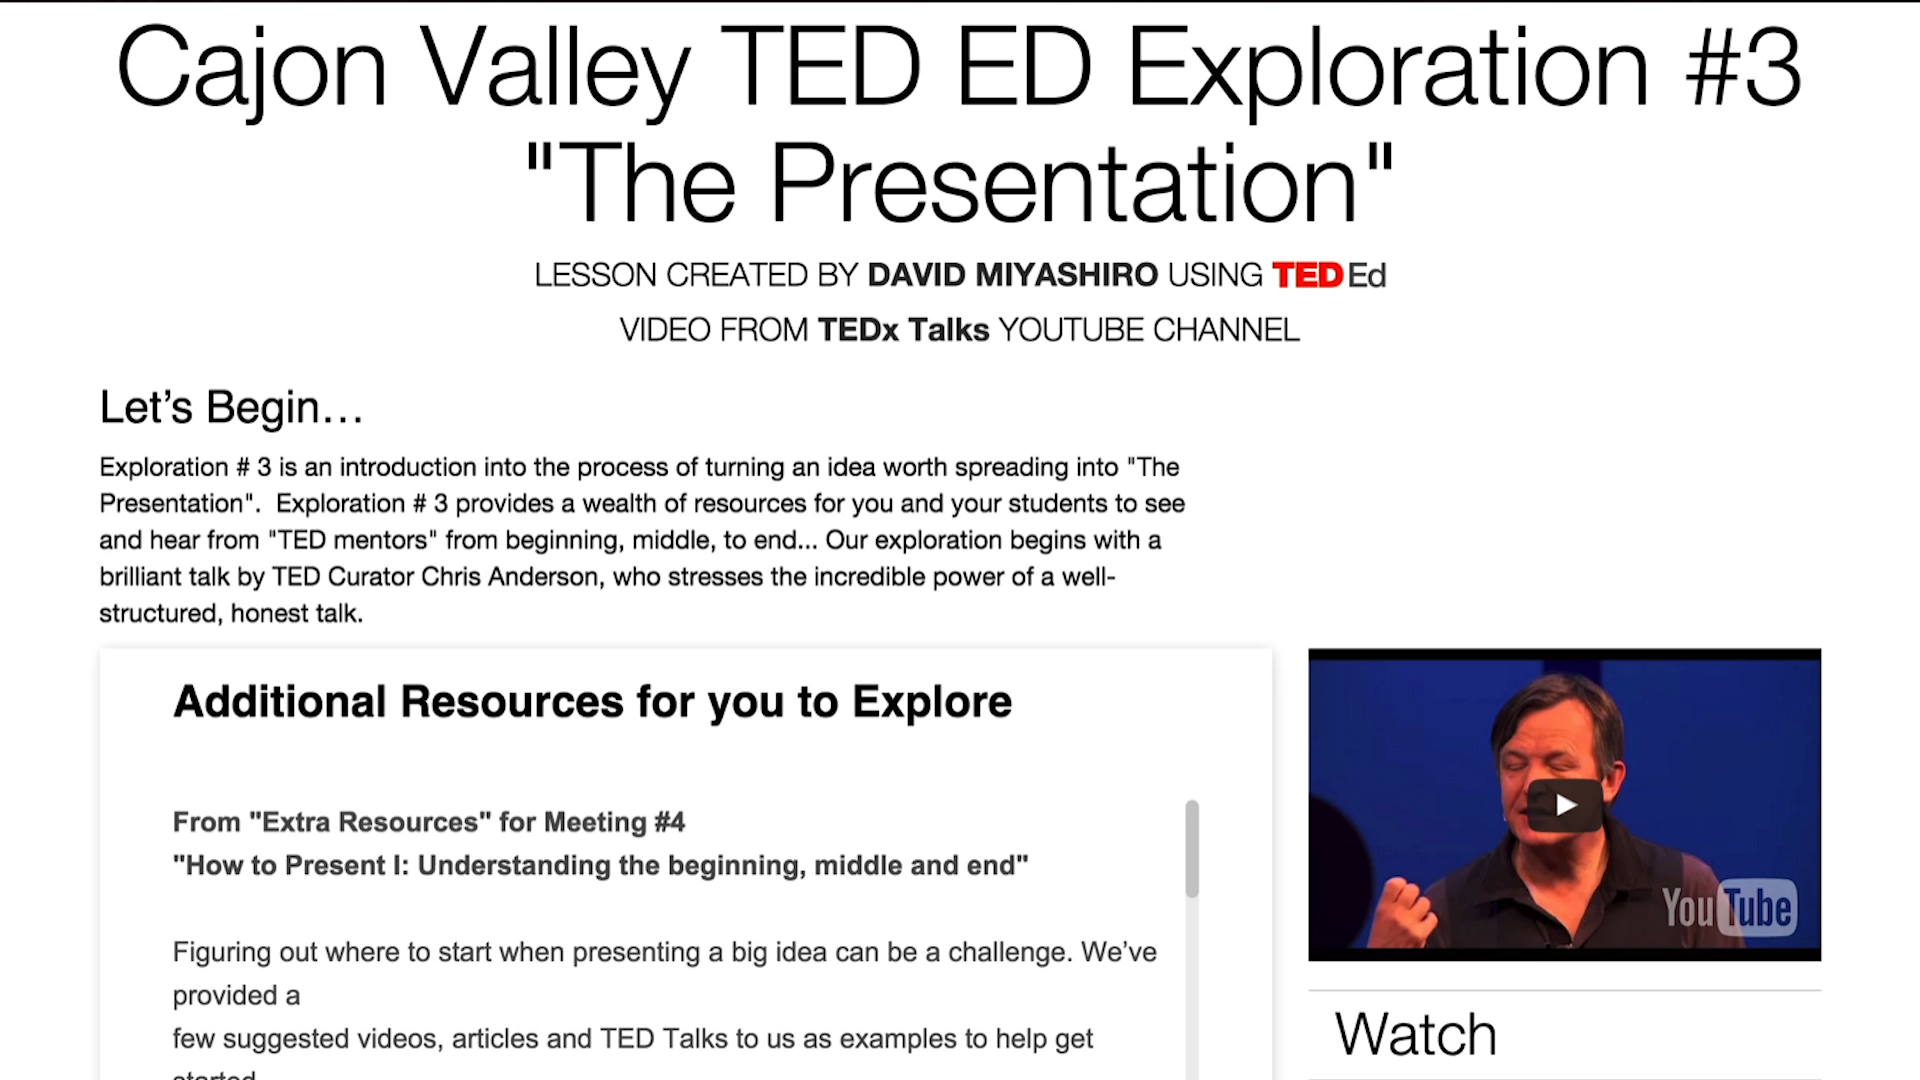 Cajon Valley TED ED Exploration #3
"The Presentation"
LESSON CREATED BY DAVID MIYASHIRO USING TED Ed
VIDEO FROM TEDx Talks YOUTUBE CHANNEL
Let’s Begin…
Exploration # 3 is an introduction into the process of turning an idea worth spreading into "The
Presentation".  Exploration # 3 provides a wealth of resources for you and your students to see
and hear from "TED mentors" from beginning, middle, to end... Our exploration begins with a
brilliant talk by TED Curator Chris Anderson, who stresses the incredible power of a well-
structured, honest talk.
Additional Resources for you to Explore
From "Extra Resources" for Meeting #4
"How to Present I: Understanding the beginning, middle and end"
Figuring out where to start when presenting a big idea can be a challenge. We’ve
provided a
few suggested videos, articles and TED Talks to us as examples to help get
started
YouTube
Watch